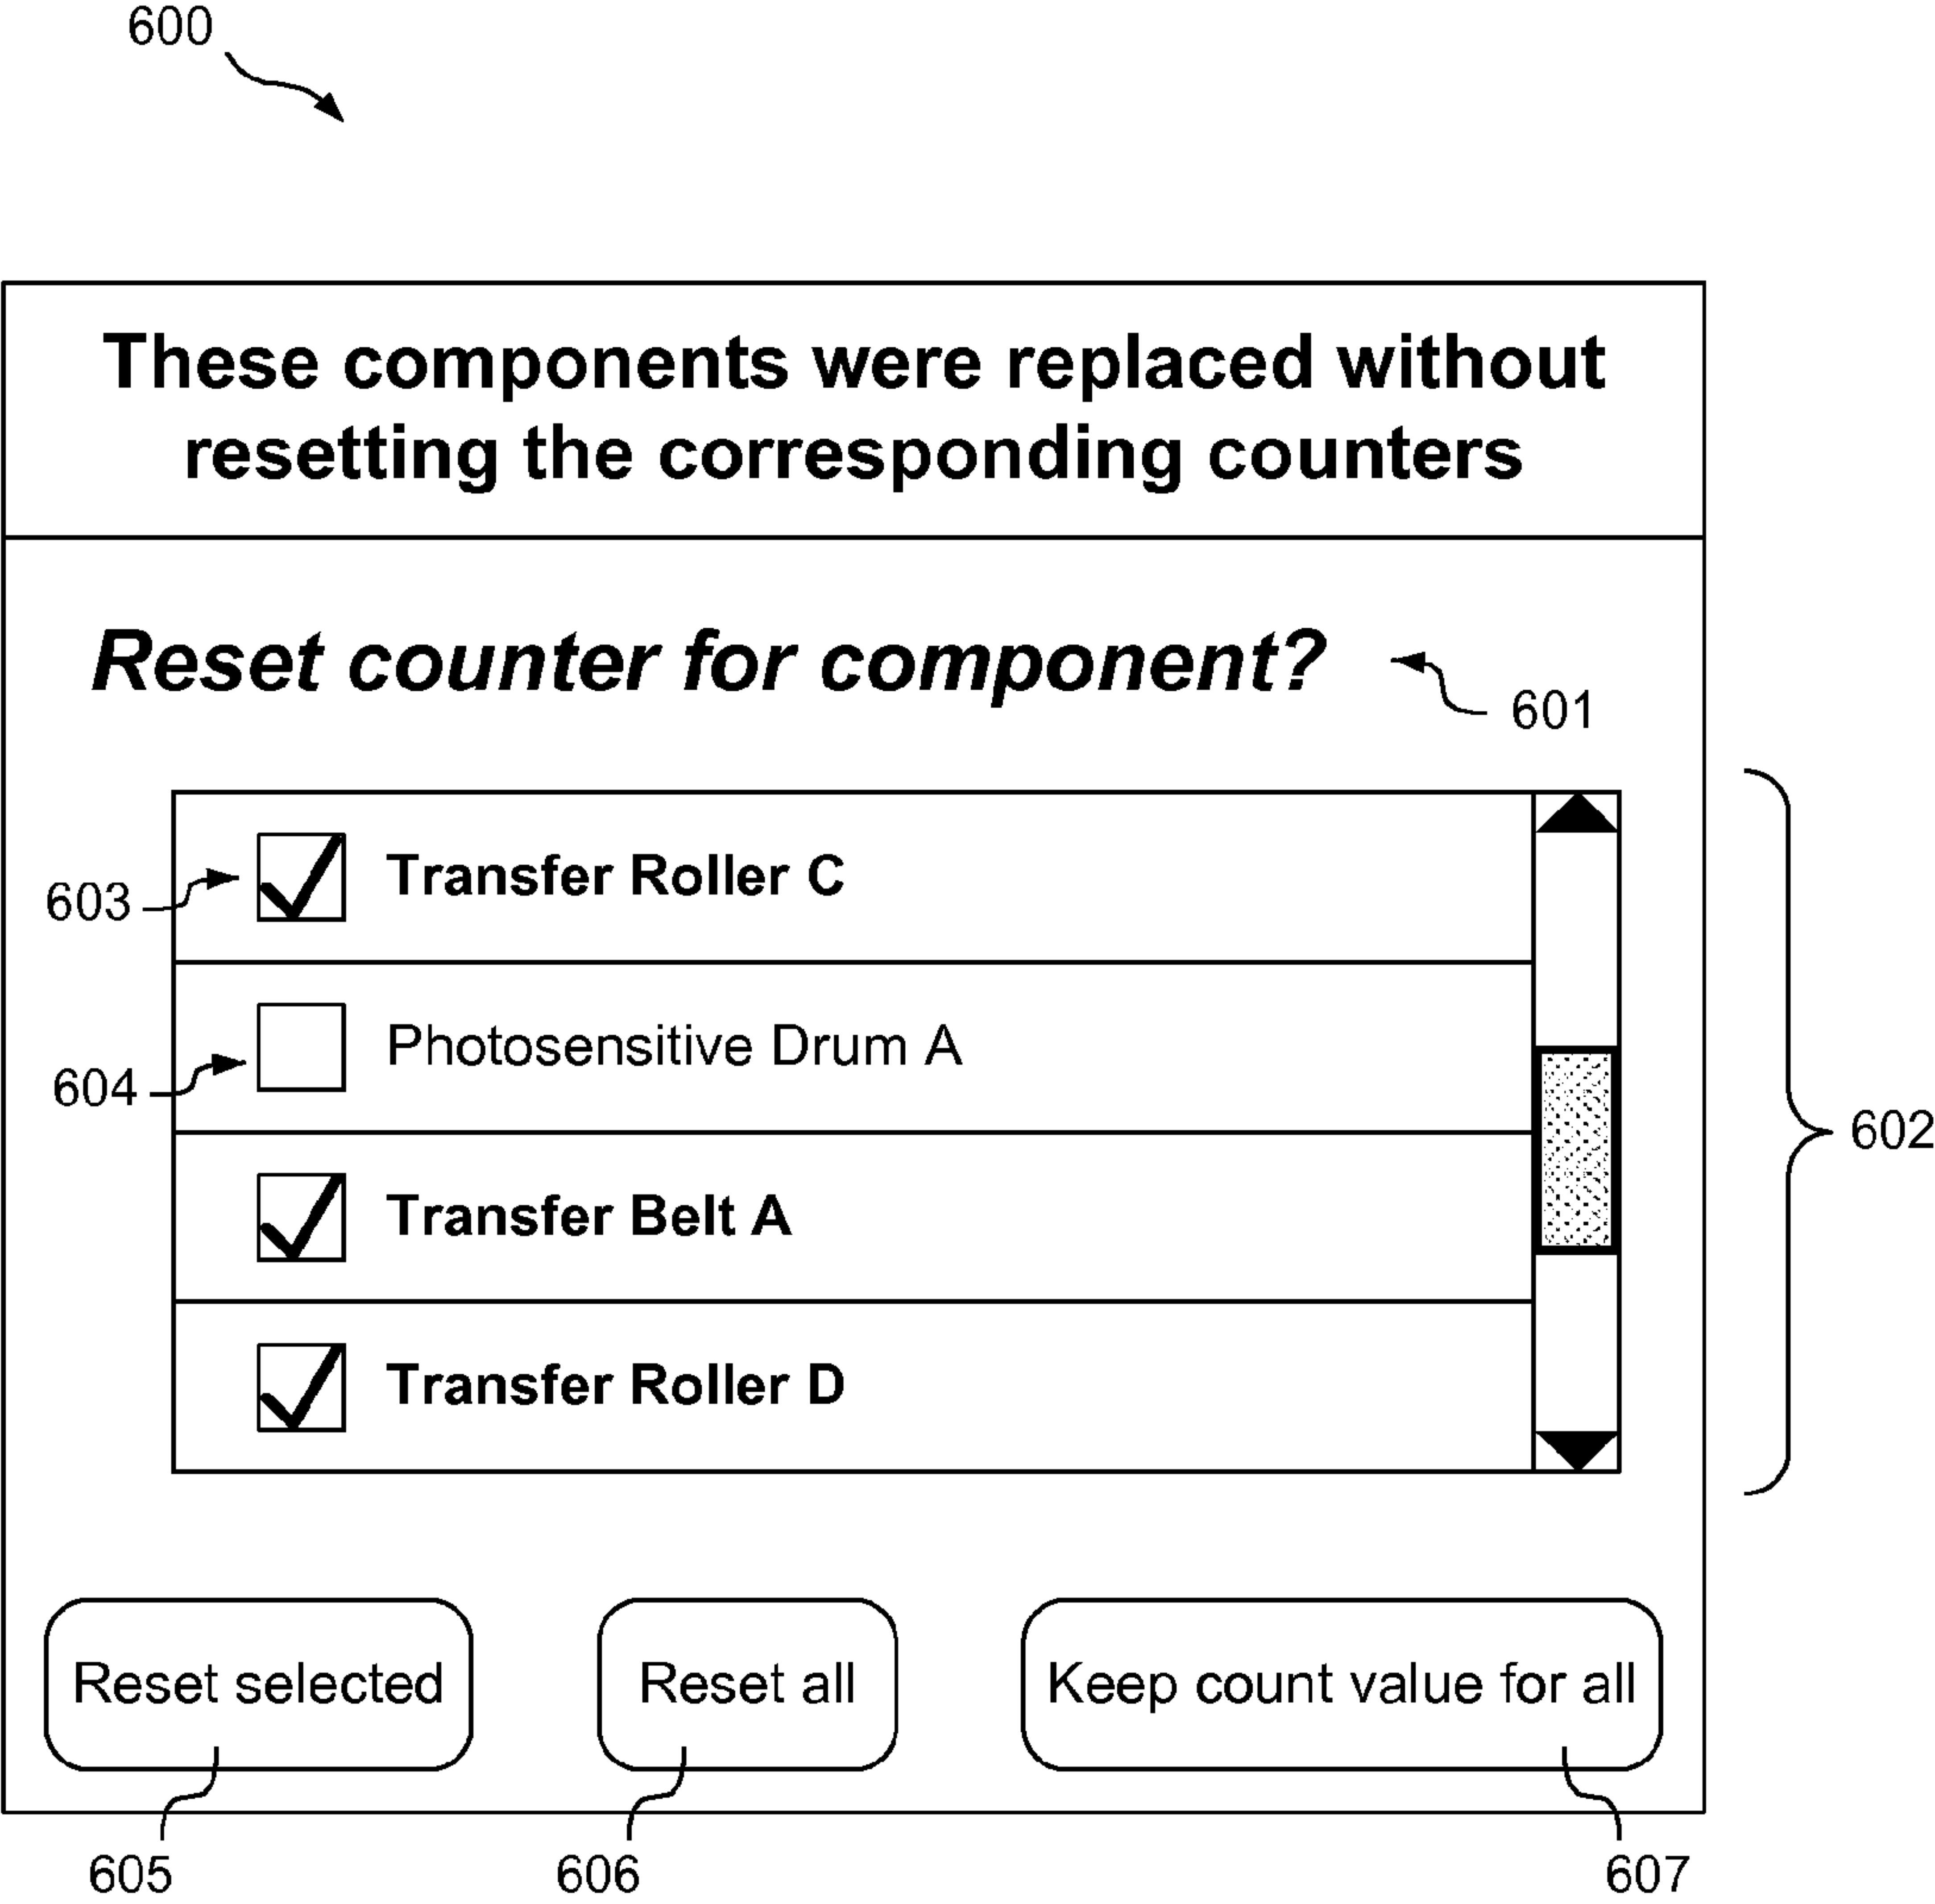 600
These components were replaced without
resetting the corresponding counters
Reset counter for component?
601
603
Transfer Roller C
604
Photosensitive Drum A
602
Transfer Belt A
Transfer Roller D
Reset selected
Reset all
Keep count value for all
605
606
607